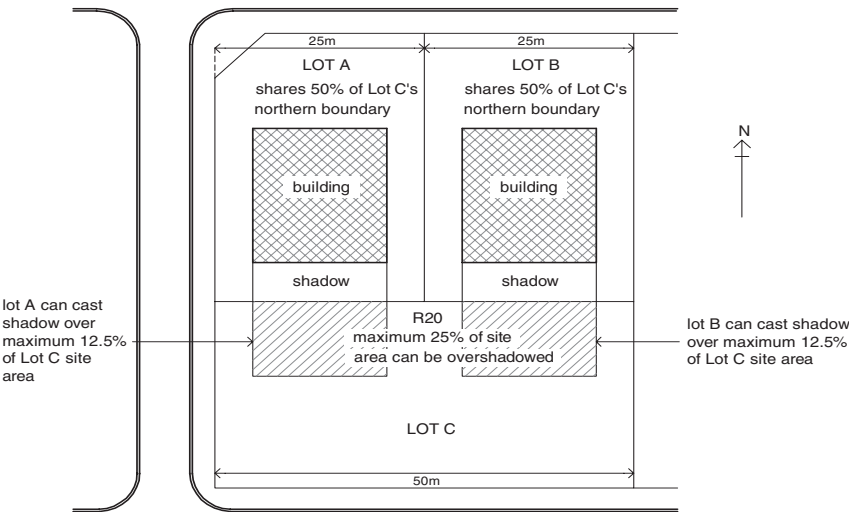 25m
25m
LOT A
LOT B
shares 50% of Lot C's
northern boundary
shares 50% of Lot C's
northern boundary
N
building
building
shadow
shadow
lot A can cast
shadow over
maximum 12.5%
of Lot C site
area
R20
maximum 25% of site
area can be overshadowed
lot B can cast shadow
over maximum 12.5%
of Lot C site area
LOT C
50m